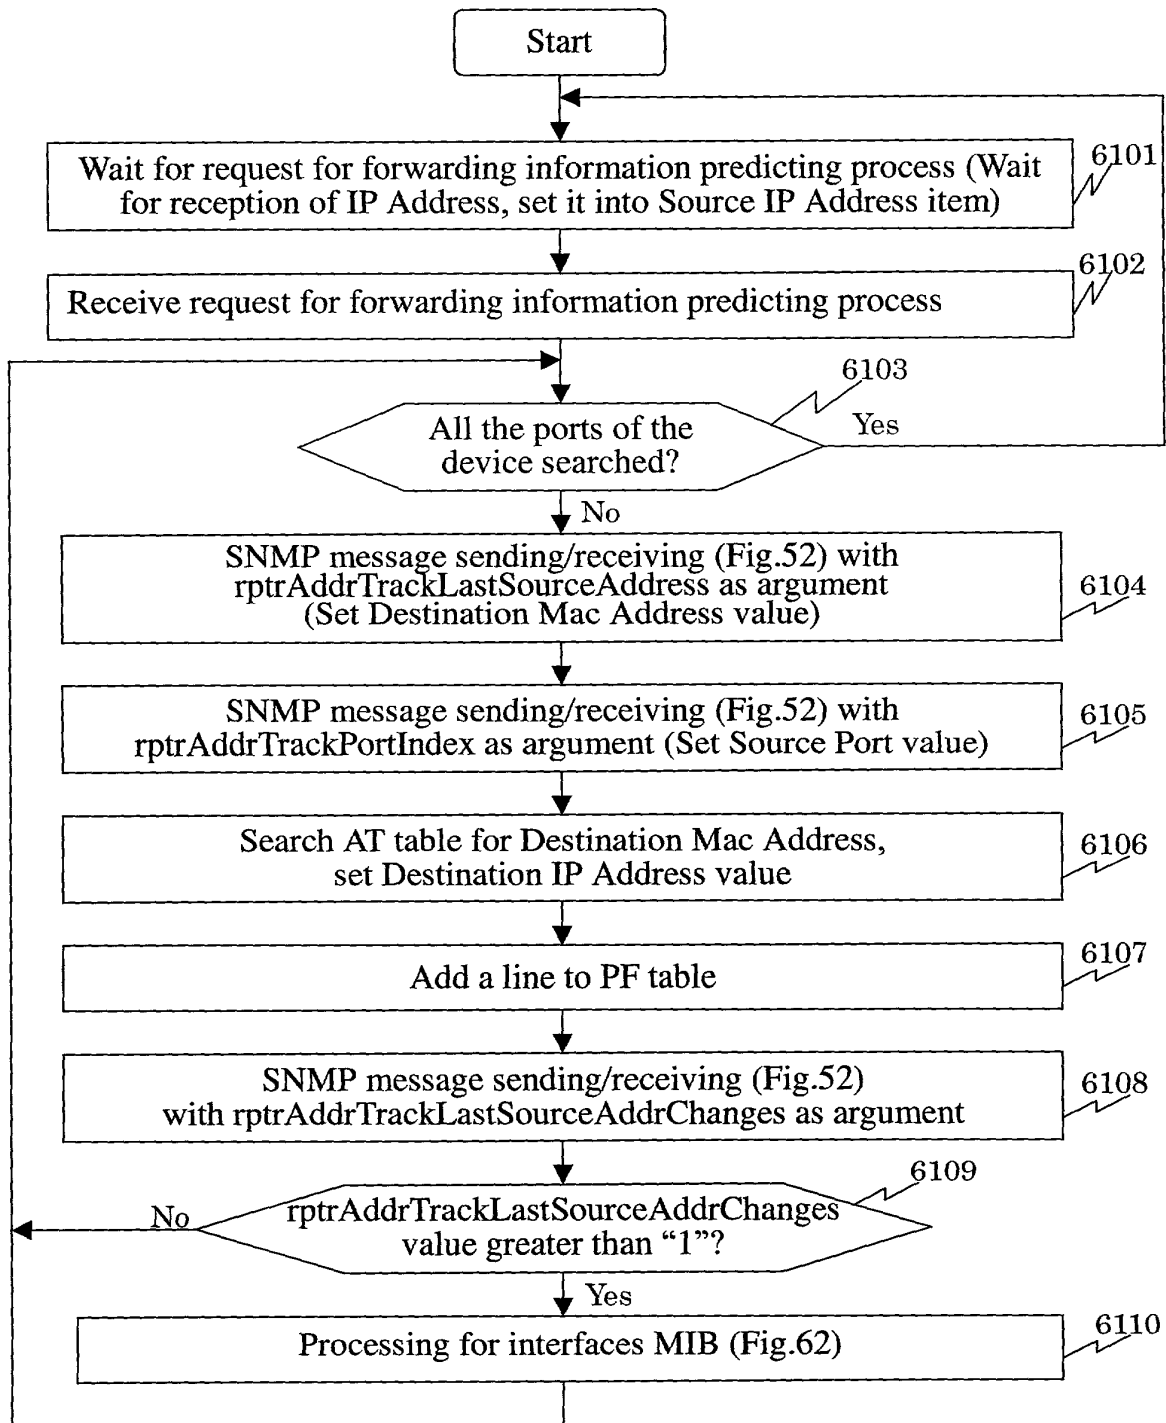 Start
Wait for request for forwarding information predicting process (Wait
for reception of IP Address, set it into Source IP Address item)
6101
Receive request for forwarding information predicting process
6102
6103
All the ports of the
device searched?
Yes
No
SNMP message sending/receiving (Fig.52) with
rptrAddrTrackLastSourceAddress as argument
(Set Destination Mac Address value)
6104
SNMP message sending/receiving (Fig.52) with
rptrAddrTrackPortIndex as argument (Set Source Port value)
6105
Search AT table for Destination Mac Address,
set Destination IP Address value
6106
Add a line to PF table
6107
SNMP message sending/receiving (Fig.52)
with rptrAddrTrackLastSourceAddrChanges as argument
6108
6109
No
rptrAddrTrackLastSourceAddrChanges
value greater than “1”?
Yes
Processing for interfaces MIB (Fig.62)
6110